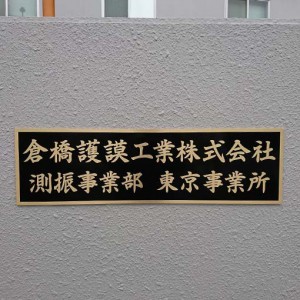 倉橋護謨工業株式会社
測振事業部 東京事業所